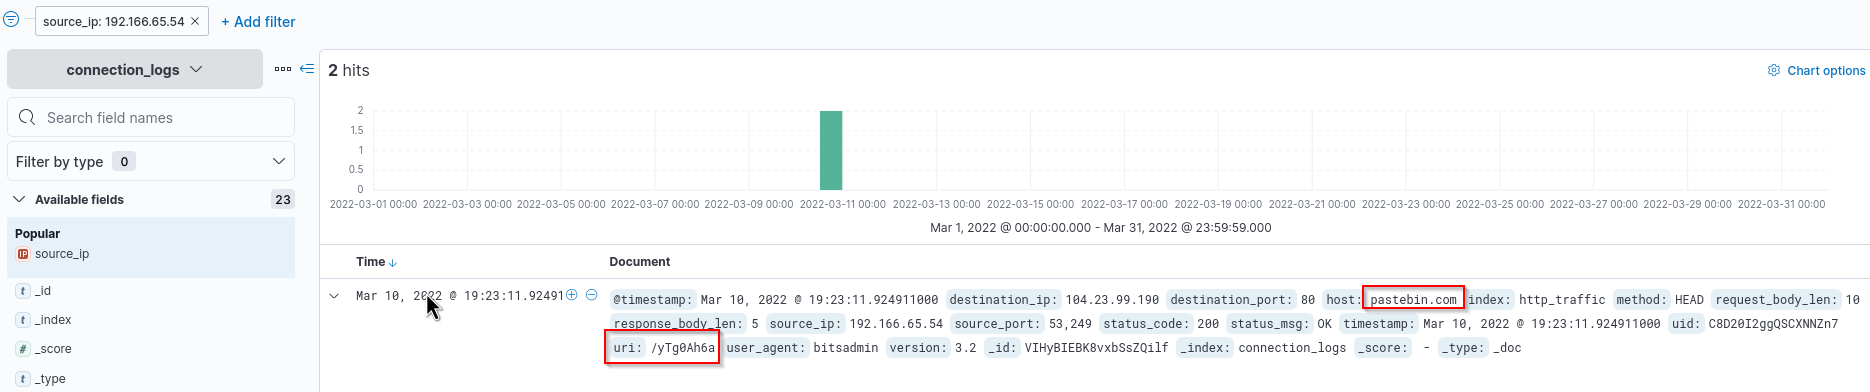 source_ip: 192.166.65.54 × + Add filter
connection_logs
2 hits
Chart options
Search field names
Filter by type 0
Available fields 23
Popular
source_ip
_id
_index
_score
_type
2
1.5
1
0.5
0
2022-03-01 00:00 2022-03-03 00:00 2022-03-05 00:00 2022-03-07 00:00 2022-03-09 00:00 2022-03-11 00:00 2022-03-13 00:00 2022-03-15 00:00 2022-03-17 00:00 2022-03-19 00:00 2022-03-21 00:00 2022-03-23 00:00 2022-03-25 00:00 2022-03-27 00:00 2022-03-29 00:00 2022-03-31 00:00
Mar 1, 2022 @ 00:00:00.000 - Mar 31, 2022 @ 23:59:59.000
Time Document
Mar 10, 2022 @ 19:23:11.92491
@timestamp: Mar 10, 2022 @ 19:23:11.924911000 destination_ip: 104.23.99.190 destination_port: 80 host: pastebin.com index: http_traffic method: HEAD request_body_len: 10
response_body_len: 5 source_ip: 192.166.65.54 source_port: 53,249 status_code: 200 status_msg: OK timestamp: Mar 10, 2022 @ 19:23:11.924911000 uid: C8D20I2ggQSCXNNZn7
uri: /yTg0Ah6a user_agent: bitsadmin version: 3.2 _id: VIHyBIEBK8vxbSsZQilf _index: connection_logs _score: - _type: _doc